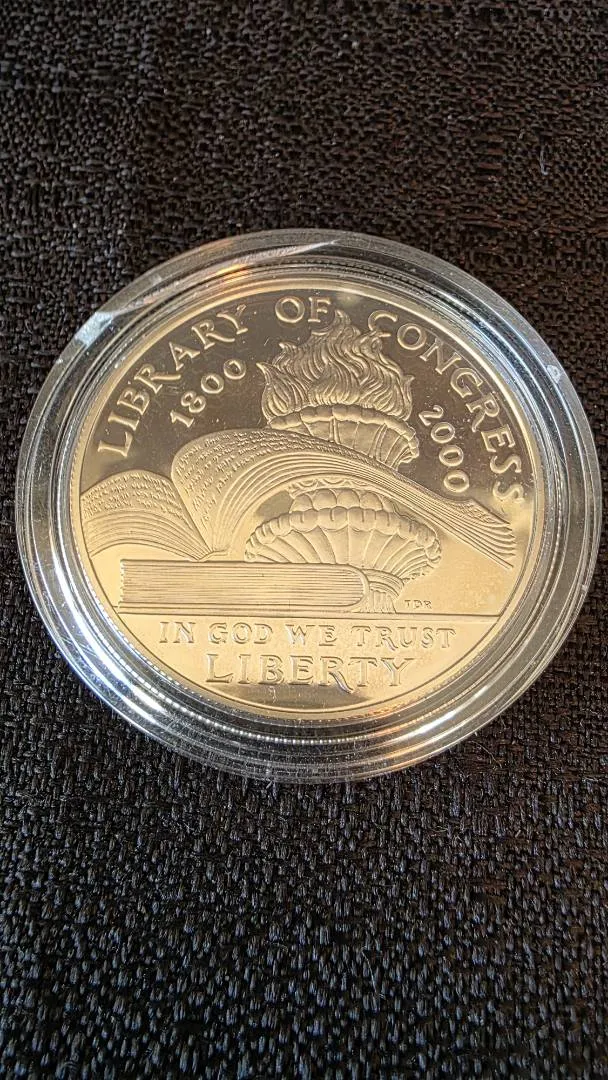 LIBRARY OF CONGRESS
1800
2000
TDR
IN GOD WE TRUST
LIBERTY